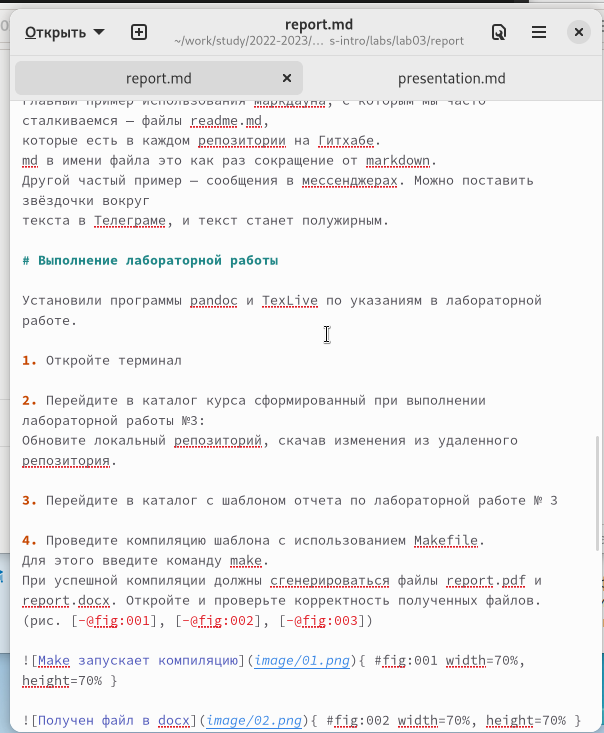 Открыть
report.md
~/work/study/2022-2023/… s-intro/labs/lab03/report
report.md
presentation.md
Главный пример использования маркдауна, с которым мы часто
сталкиваемся — файлы readme.md,
которые есть в каждом репозитории на Гитхабе.
md в имени файла это как раз сокращение от markdown.
Другой частый пример — сообщения в мессенджерах. Можно поставить
звёздочки вокруг
текста в Телеграме, и текст станет полужирным.
# Выполнение лабораторной работы
Установили программы pandoc и TexLive по указаниям в лабораторной
работе.
1. Откройте терминал
2. Перейдите в каталог курса сформированный при выполнении
лабораторной работы №3:
Обновите локальный репозиторий, скачав изменения из удаленного
репозитория.
3. Перейдите в каталог с шаблоном отчета по лабораторной работе № 3
4. Проведите компиляцию шаблона с использованием Makefile.
Для этого введите команду make.
При успешной компиляции должны сгенерироваться файлы report.pdf и
report.docx. Откройте и проверьте корректность полученных файлов.
(рис. [-@fig:001], [-@fig:002], [-@fig:003])
![Make запускает компиляцию](image/01.png){ #fig:001 width=70%,
height=70% }
![Получен файл в docx](image/02.png){ #fig:002 width=70%, height=70% }